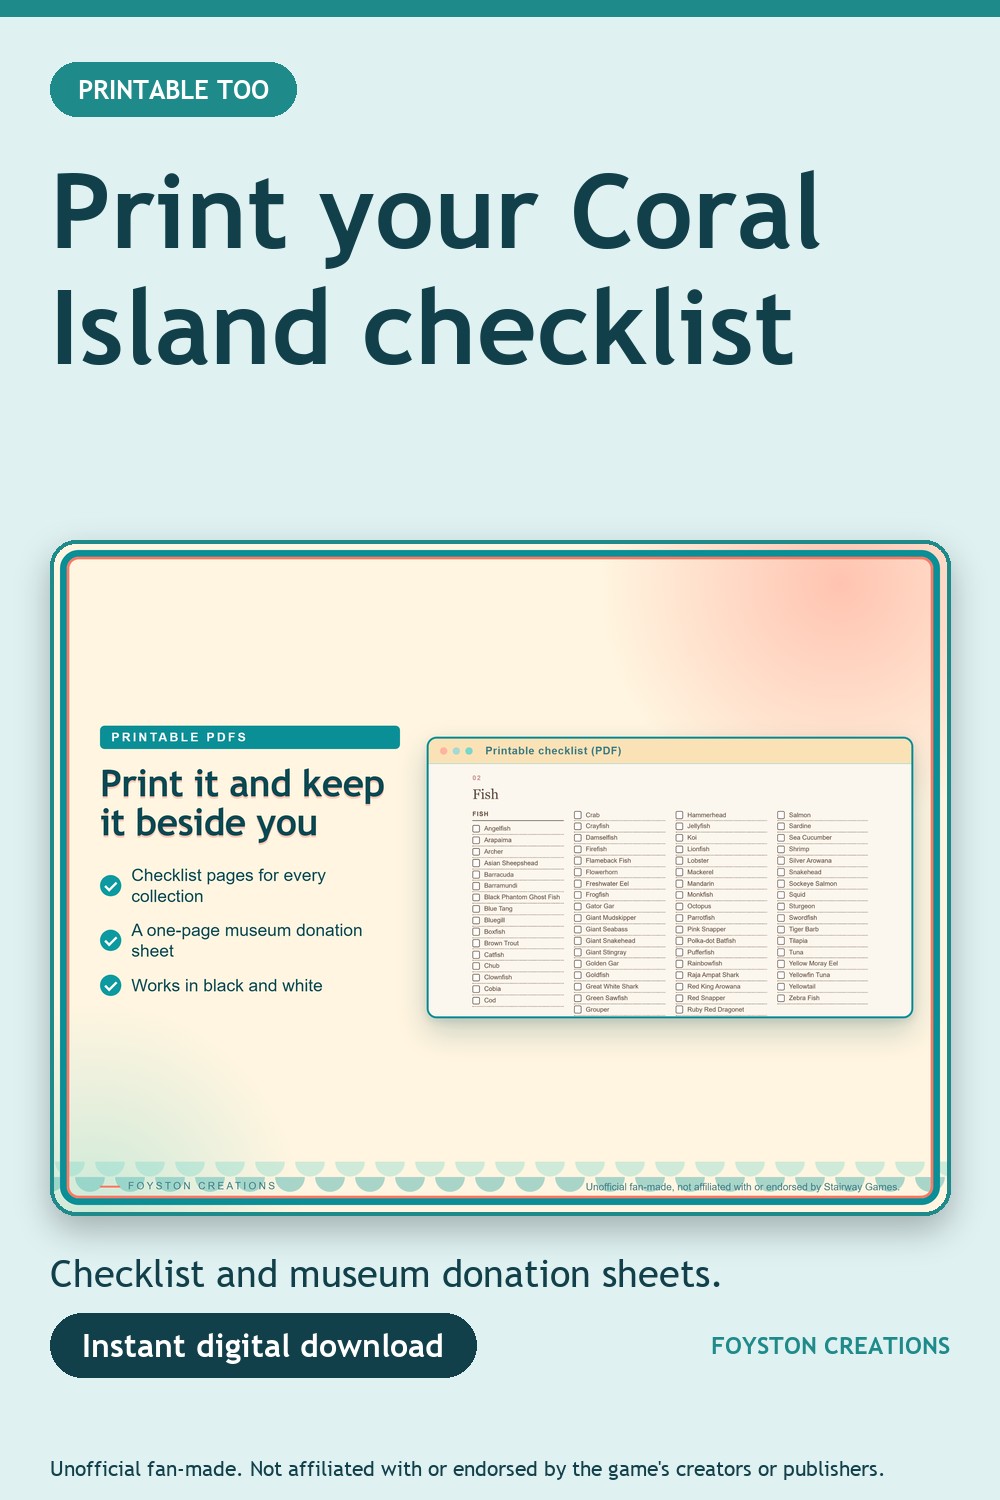 PRINTABLE TOO
Print your Coral
Island checklist
PRINTABLE PDFS
Print it and keep
it beside you
Checklist pages for every
collection
A one-page museum donation
sheet
Works in black and white
Printable checklist (PDF)
02
Fish
FISH
Angelfish
Arapaima
Archer
Asian Sheepshead
Barracuda
Barramundi
Black Phantom Ghost Fish
Blue Tang
Bluegill
Boxfish
Brown Trout
Catfish
Chub
Clownfish
Cobia
Cod
Crab
Crayfish
Damselfish
Firefish
Flameback Fish
Flowerhorn
Freshwater Eel
Frogfish
Gator Gar
Giant Mudskipper
Giant Seabass
Giant Snakehead
Giant Stingray
Golden Gar
Goldfish
Great White Shark
Green Sawfish
Grouper
Hammerhead
Jellyfish
Koi
Lionfish
Lobster
Mackerel
Mandarin
Monkfish
Octopus
Parrotfish
Pink Snapper
Polka-dot Batfish
Pufferfish
Rainbowfish
Raja Ampat Shark
Red King Arowana
Red Snapper
Ruby Red Dragonet
Salmon
Sardine
Sea Cucumber
Shrimp
Silver Arowana
Snakehead
Sockeye Salmon
Squid
Sturgeon
Swordfish
Tiger Barb
Tilapia
Tuna
Yellow Moray Eel
Yellowfin Tuna
Yellowtail
Zebra Fish
FOYSTON CREATIONS
Unofficial fan-made, not affiliated with or endorsed by Stairway Games.
Checklist and museum donation sheets.
Instant digital download
FOYSTON CREATIONS
Unofficial fan-made. Not affiliated with or endorsed by the game's creators or publishers.